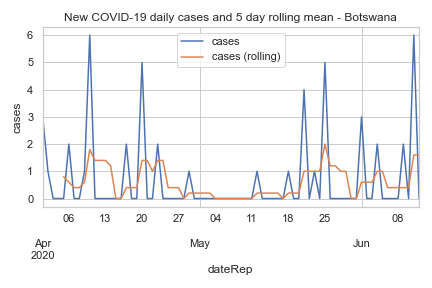 New COVID-19 daily cases and 5 day rolling mean - Botswana
cases
cases (rolling)
cases
6
5
4
3
2
1
0
06 13 20 27 04 11 18 25 01 08
Apr May Jun
2020
dateRep